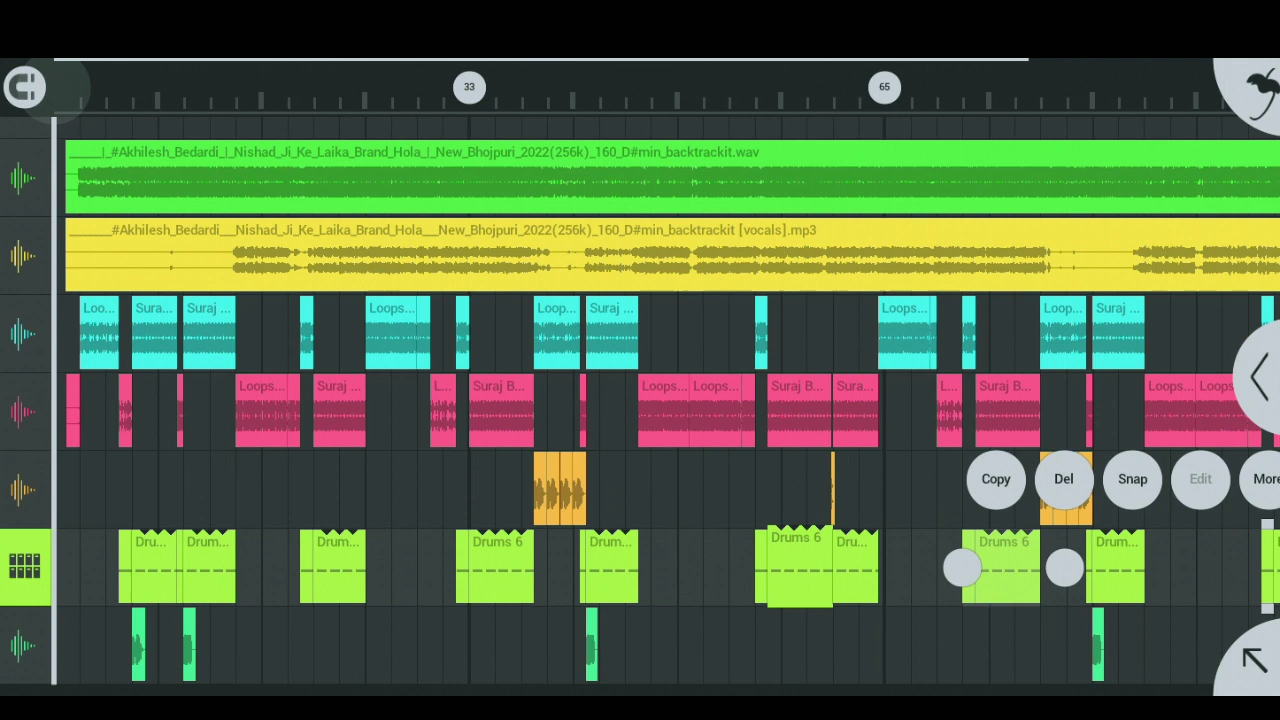 33
65
_____|_#Akhilesh_Bedardi_|_Nishad_Ji_Ke_Laika_Brand_Hola_|_New_Bhojpuri_2022(256k)_160_D#min_backtrackit.wav
______#Akhilesh_Bedardi__Nishad_Ji_Ke_Laika_Brand_Hola__New_Bhojpuri_2022(256k)_160_D#min_backtrackit [vocals].mp3
Loo... Sura... Suraj ... Loops... Loop... Suraj ... Loops... Loop... Suraj ...
Loops... Suraj ... L... Suraj B... Loops... Loops... Suraj B... Sura... L... Suraj B... Loops... Loops
Copy Del Snap Edit More
Dru... Drum... Drum... Drums 6 Drum... Drums 6 Dru... Drums 6 Drum...